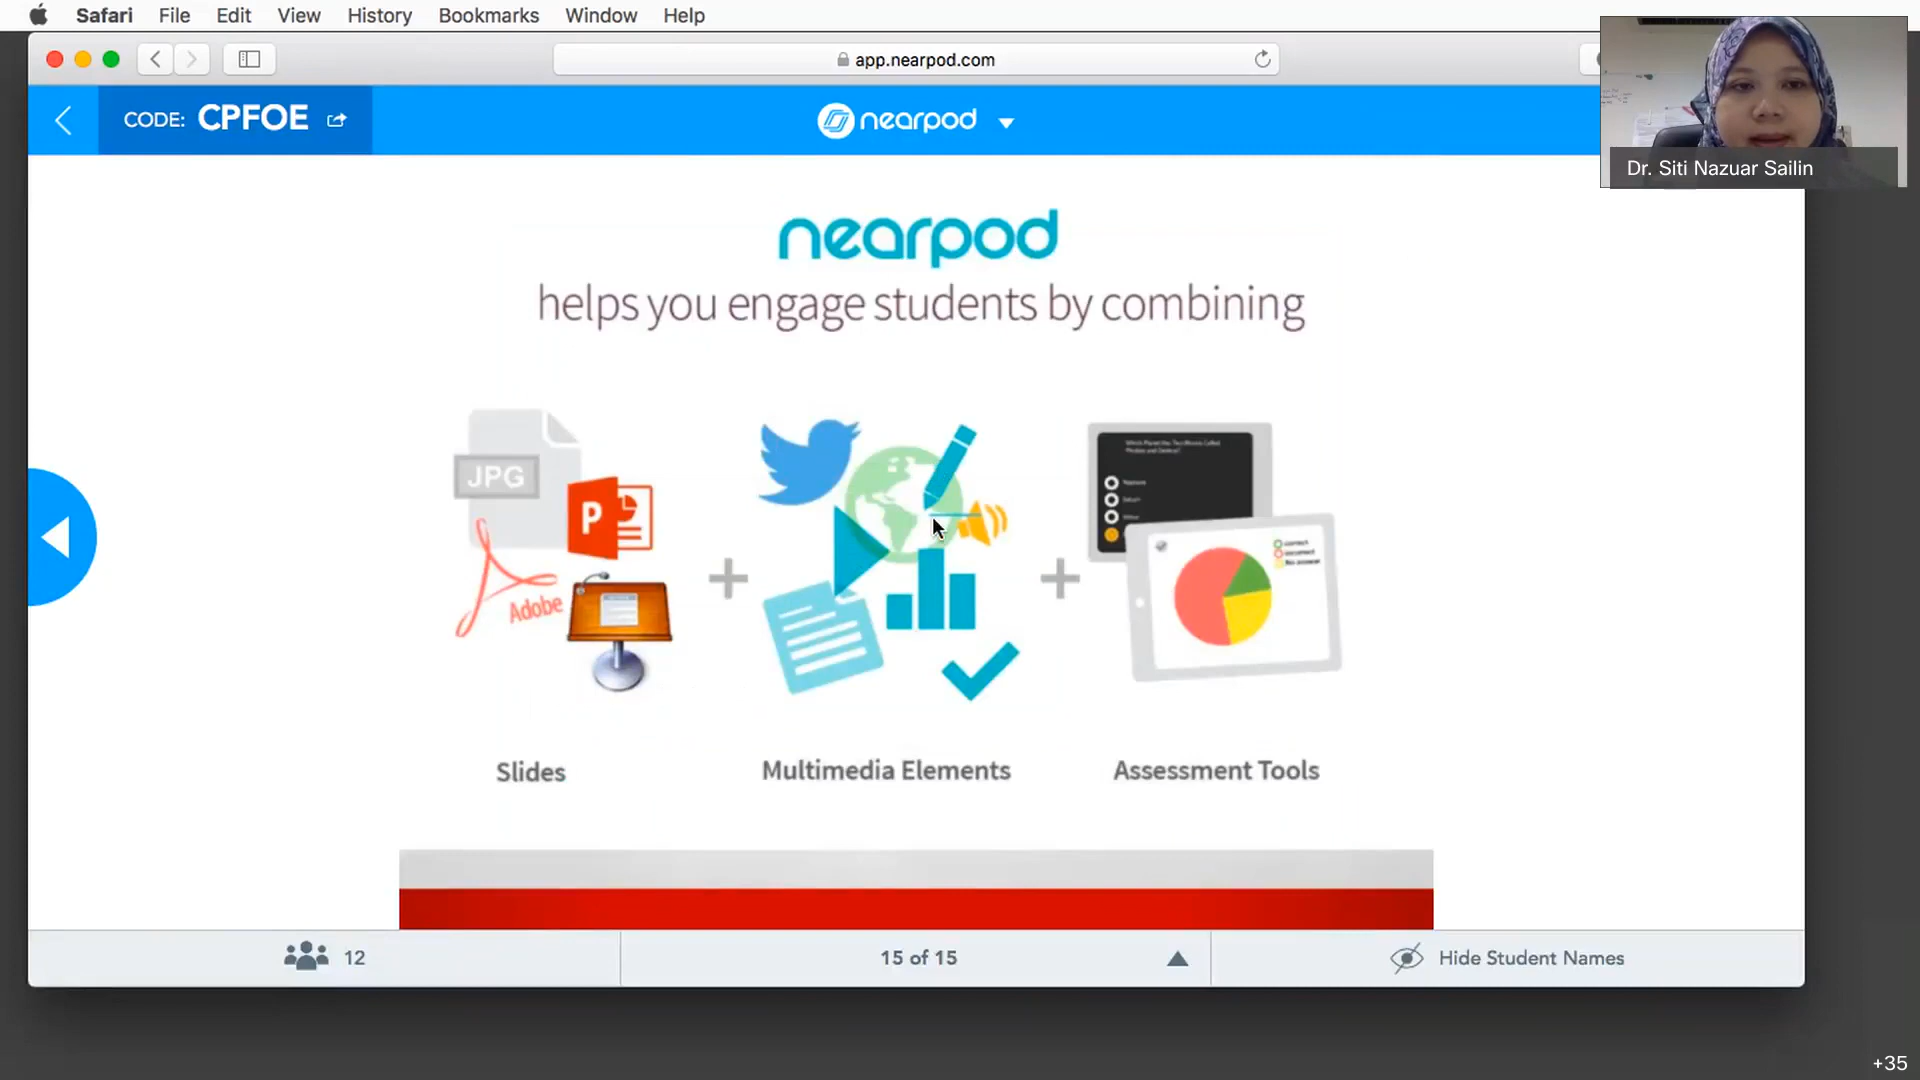 Safari File Edit View History Bookmarks Window Help
app.nearpod.com
CODE: CPFOE
nearpod
Dr. Siti Nazuar Sailin
nearpod
helps you engage students by combining
JPG
P
Adobe
Slides
Multimedia Elements
Assessment Tools
12
15 of 15
Hide Student Names
+35